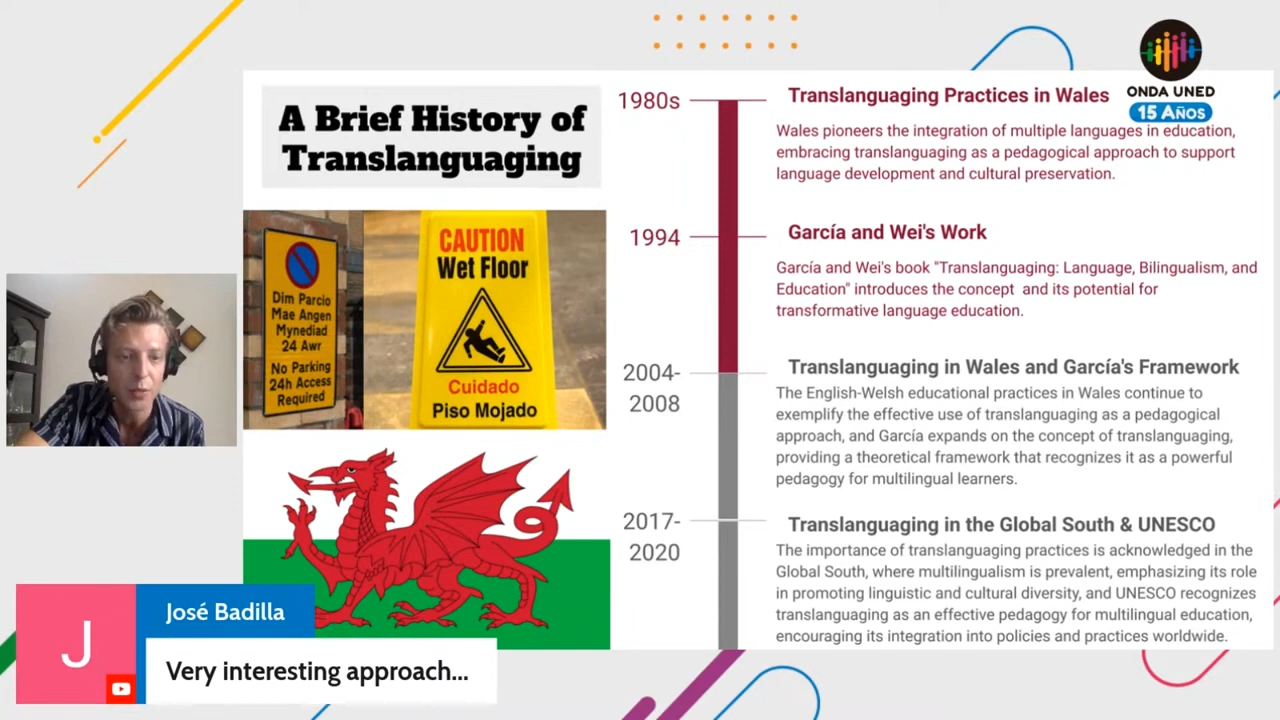 ONDA UNED
15 AÑOS
A Brief History of
Translanguaging
Dim Parcio
Mae Angen
Mynediad
24 Awr
No Parking
24h Access
Required
CAUTION
Wet Floor
Cuidado
Piso Mojado
1980s
Translanguaging Practices in Wales
Wales pioneers the integration of multiple languages in education,
embracing translanguaging as a pedagogical approach to support
language development and cultural preservation.
1994
García and Wei's Work
García and Wei's book "Translanguaging: Language, Bilingualism, and
Education" introduces the concept and its potential for
transformative language education.
2004-
2008
Translanguaging in Wales and García's Framework
The English-Welsh educational practices in Wales continue to
exemplify the effective use of translanguaging as a pedagogical
approach, and García expands on the concept of translanguaging,
providing a theoretical framework that recognizes it as a powerful
pedagogy for multilingual learners.
2017-
2020
Translanguaging in the Global South & UNESCO
The importance of translanguaging practices is acknowledged in the
Global South, where multilingualism is prevalent, emphasizing its role
in promoting linguistic and cultural diversity, and UNESCO recognizes
translanguaging as an effective pedagogy for multilingual education,
encouraging its integration into policies and practices worldwide.
J
José Badilla
Very interesting approach...